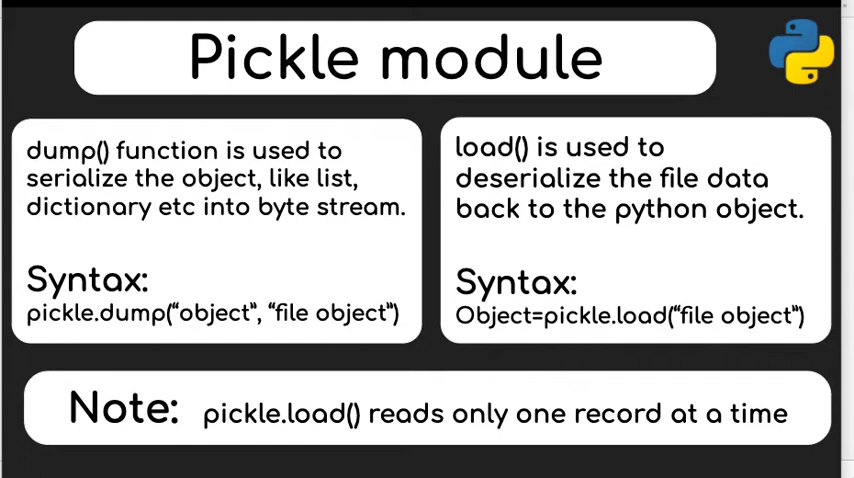 Pickle module
dump() function is used to
serialize the object, like list,
dictionary etc into byte stream.
Syntax:
pickle.dump(“object”, “file object”)
load() is used to
deserialize the file data
back to the python object.
Syntax:
Object=pickle.load(“file object”)
Note: pickle.load() reads only one record at a time